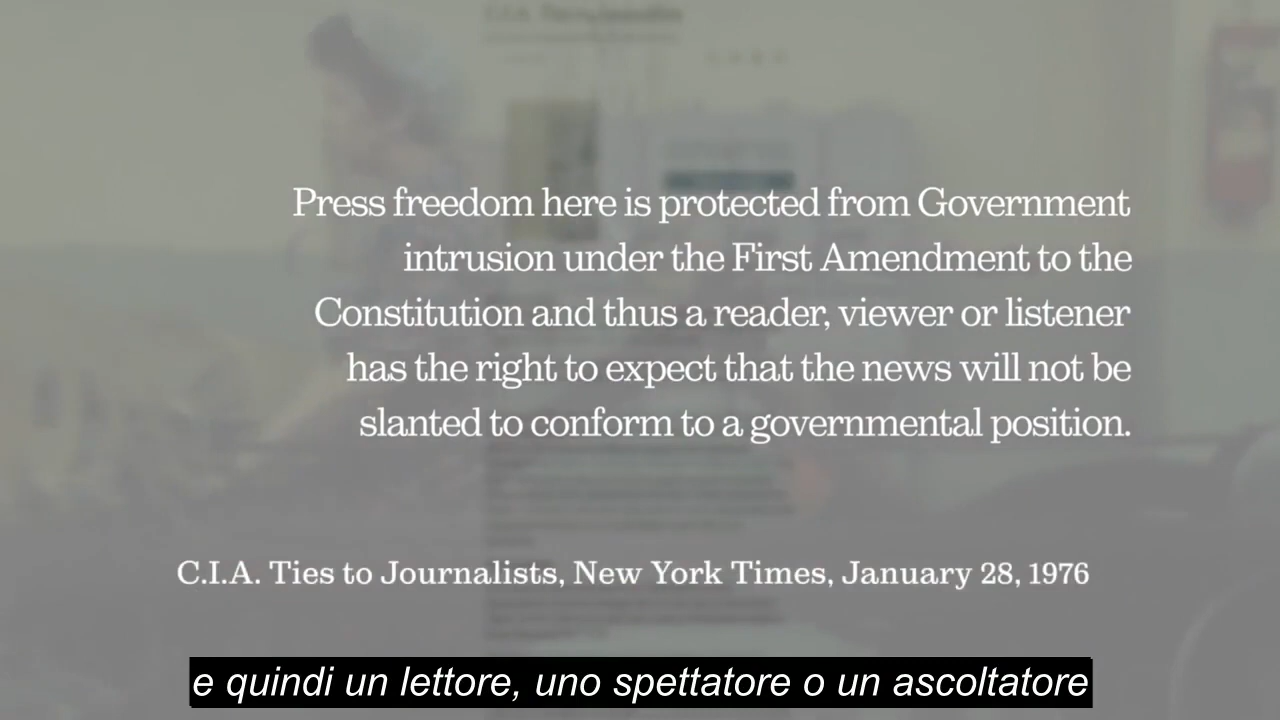 Press freedom here is protected from Government
intrusion under the First Amendment to the
Constitution and thus a reader, viewer or listener
has the right to expect that the news will not be
slanted to conform to a governmental position.
C.I.A. Ties to Journalists, New York Times, January 28, 1976
e quindi un lettore, uno spettatore o un ascoltatore